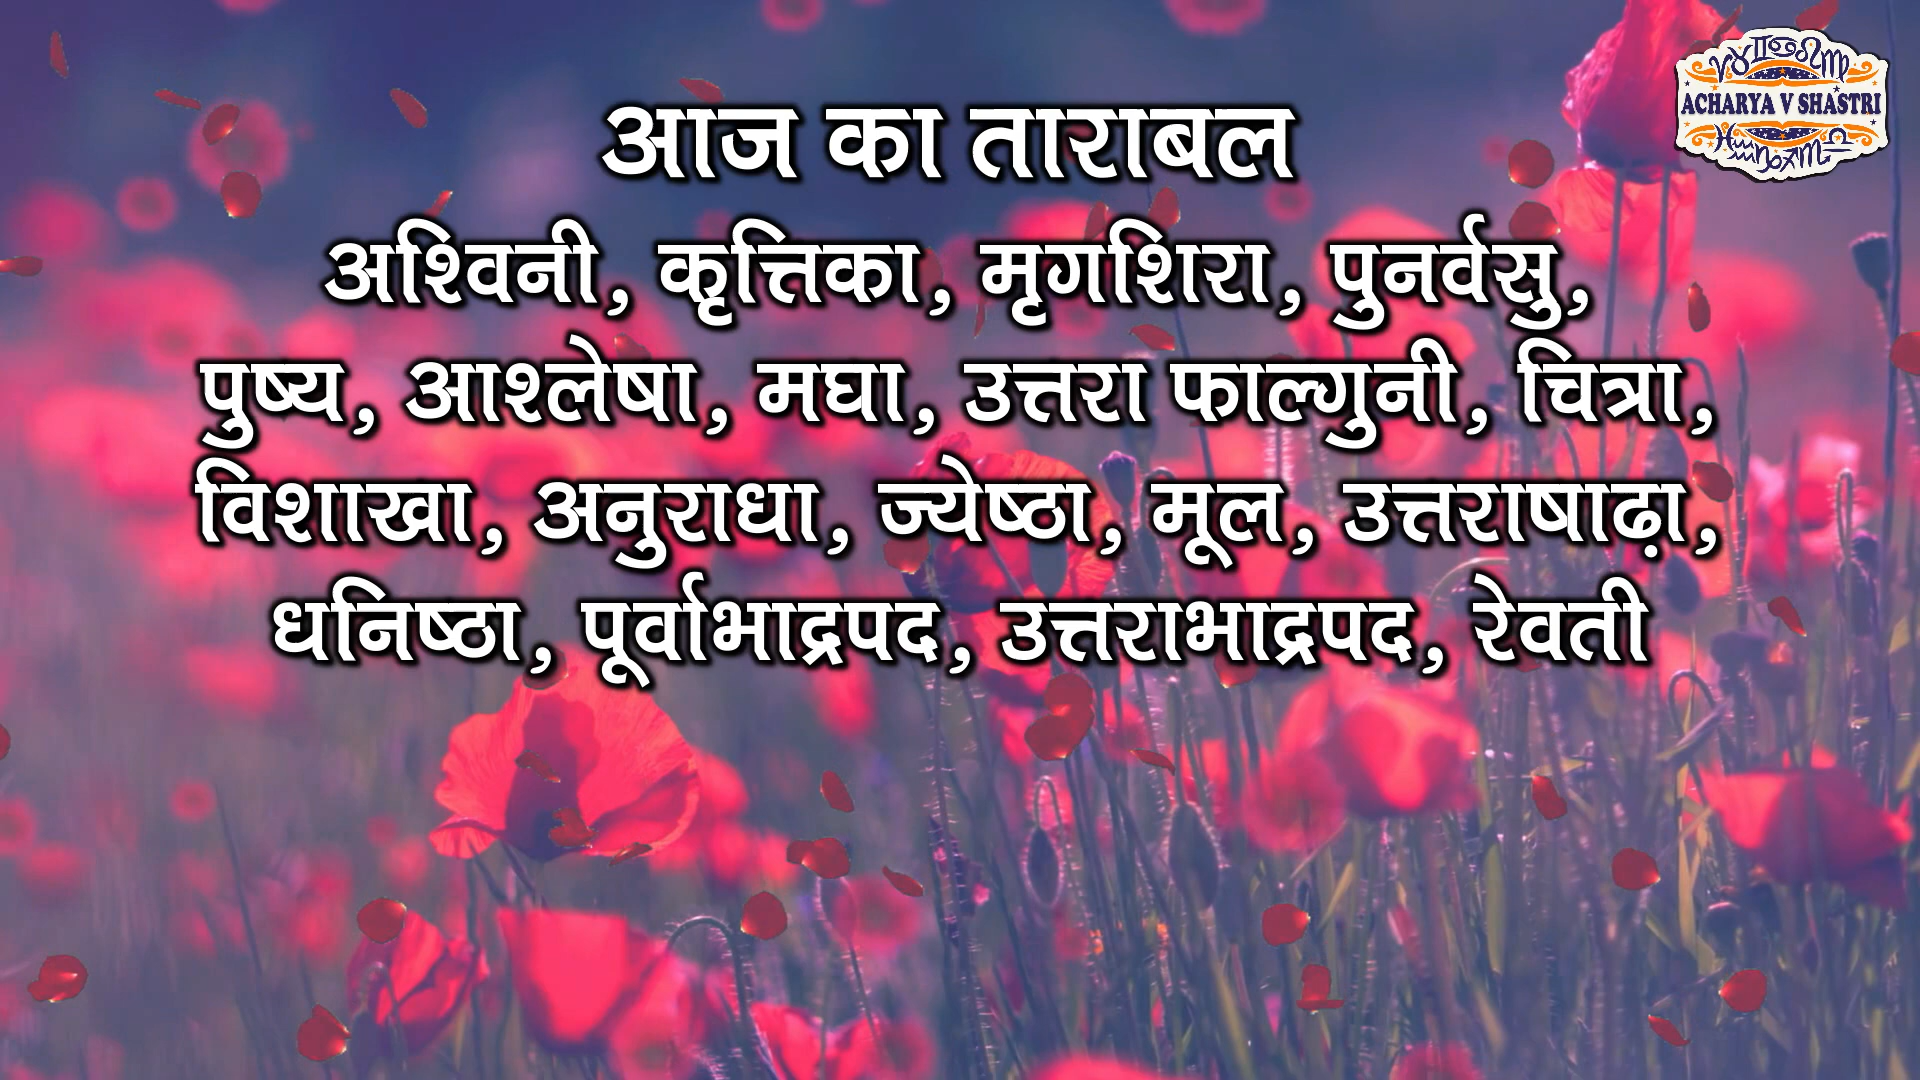 आज का ताराबल
ACHARYA V SHASTRI
अश्विनी, कृत्तिका, मृगशिरा, पुनर्वसु,
पुष्य, आश्लेषा, मघा, उत्तरा फाल्गुनी, चित्रा,
विशाखा, अनुराधा, ज्येष्ठा, मूल, उत्तराषाढ़ा,
धनिष्ठा, पूर्वाभाद्रपद, उत्तराभाद्रपद, रेवती